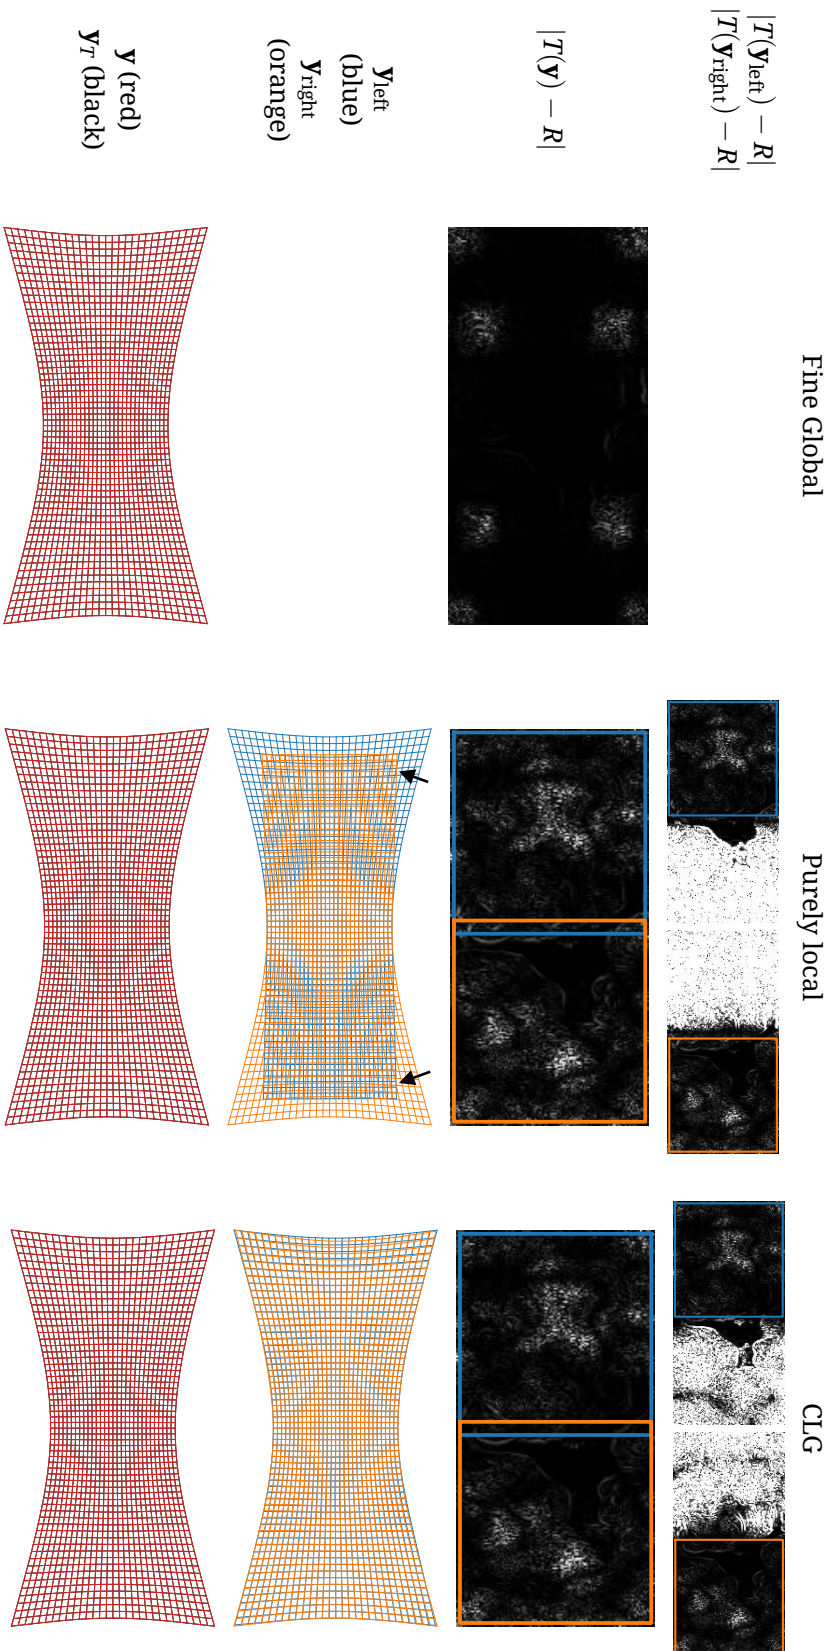 Fine Global
Purely local
CLG
|T(y_left) − R|
|T(y_right) − R|
|T(y) − R|
y_left
(blue)
y_right
(orange)
y (red)
y_T (black)